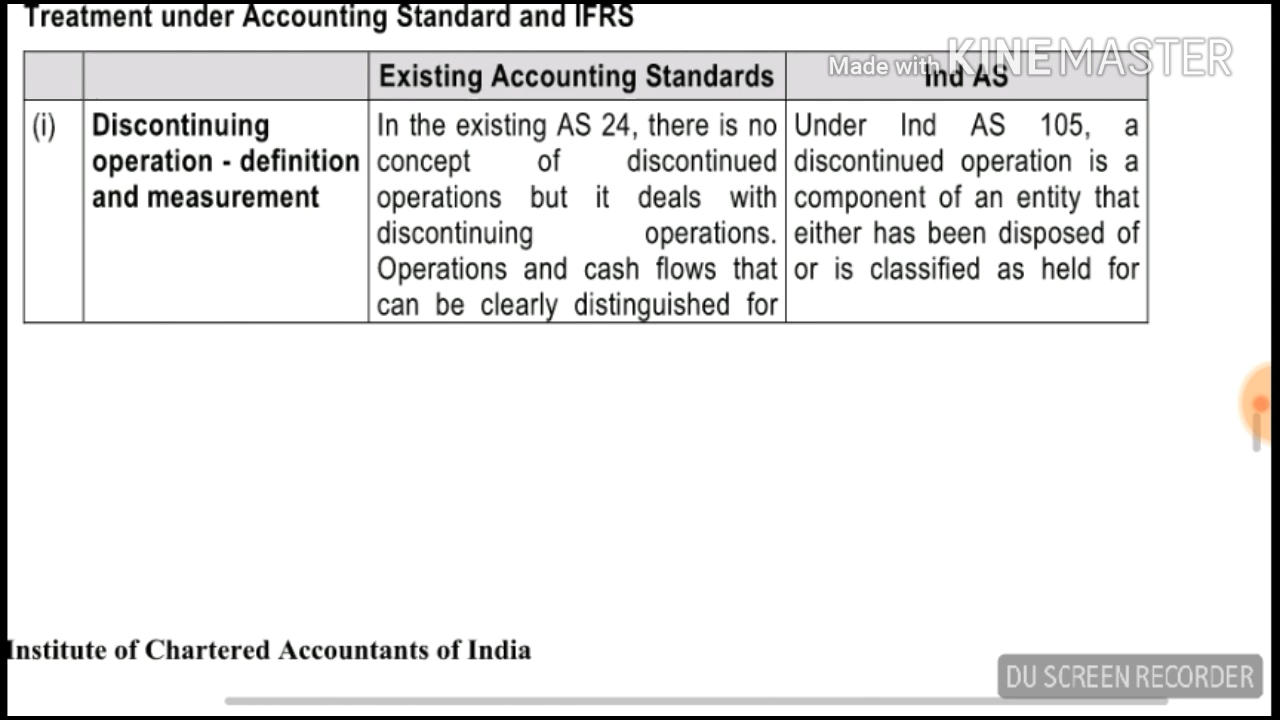 Treatment under Accounting Standard and IFRS
Made with KINEMASTER
Existing Accounting Standards
Ind AS
(i)
Discontinuing
operation - definition
and measurement
In the existing AS 24, there is no
concept of discontinued
operations but it deals with
discontinuing operations.
Operations and cash flows that
can be clearly distinguished for
Under Ind AS 105, a
discontinued operation is a
component of an entity that
either has been disposed of
or is classified as held for
Institute of Chartered Accountants of India
DU SCREEN RECORDER